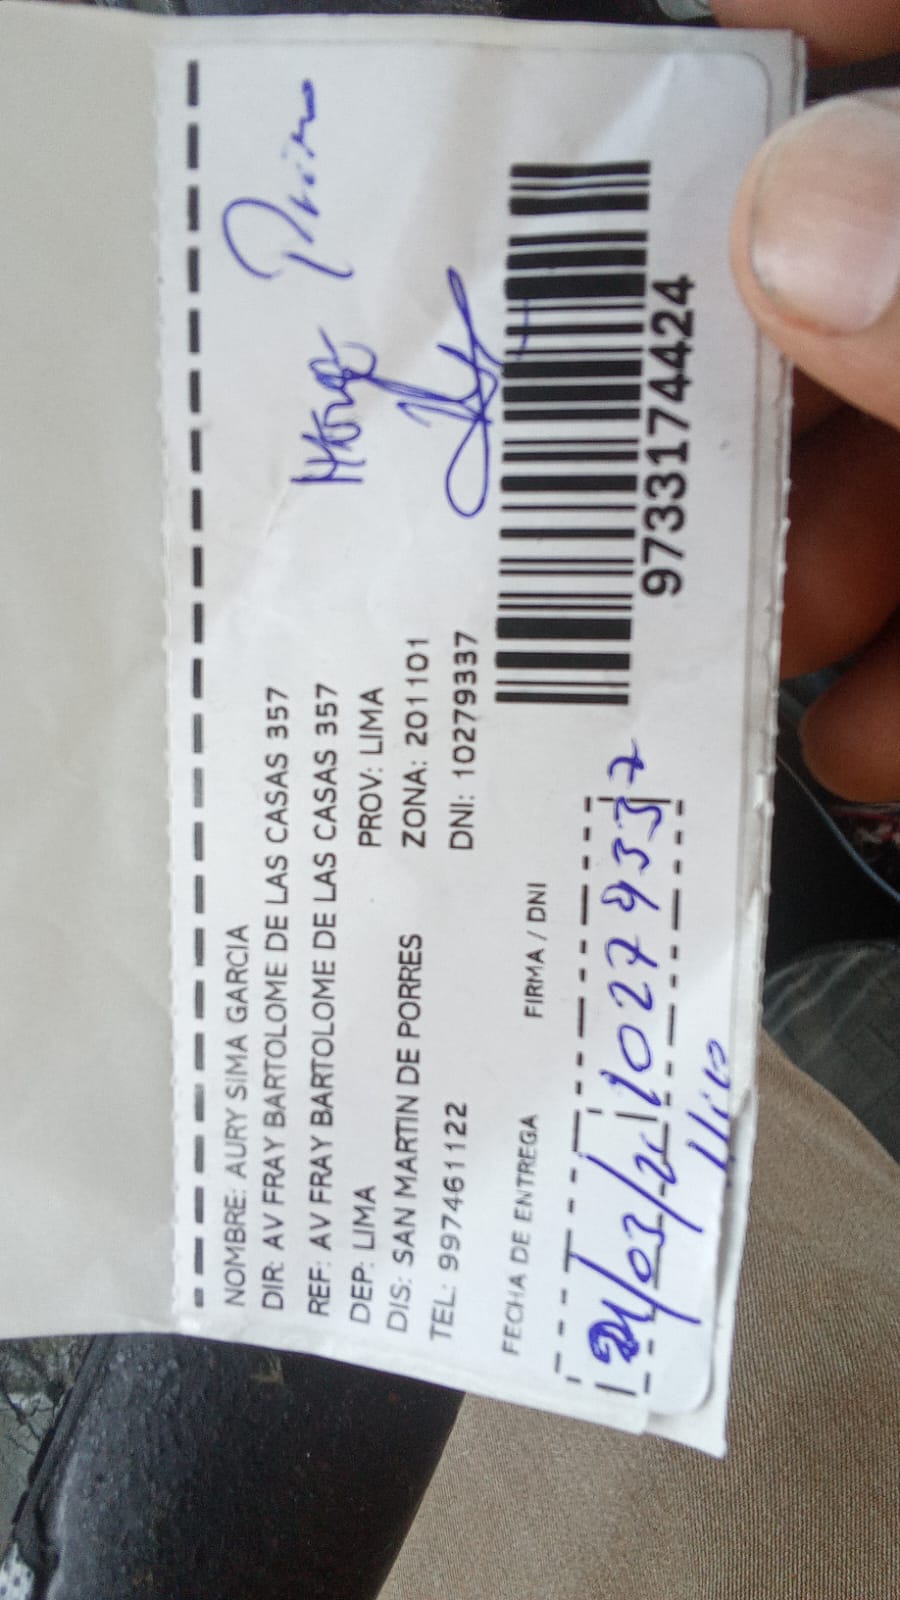 NOMBRE: AURY SIMA GARCIA
DIR: AV FRAY BARTOLOME DE LAS CASAS 357
REF: AV FRAY BARTOLOME DE LAS CASAS 357
DEP: LIMA PROV: LIMA
DIS: SAN MARTIN DE PORRES ZONA: 201101
TEL: 997461122 DNI: 10279337
FECHA DE ENTREGA FIRMA / DNI
10279337
9733174424